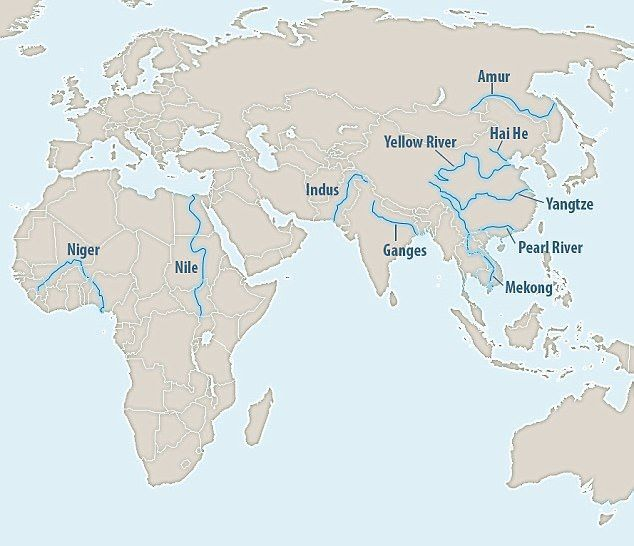 Amur
Hai He
Yellow River
Indus
Yangtze
Niger
Nile
Ganges
Pearl River
Mekong